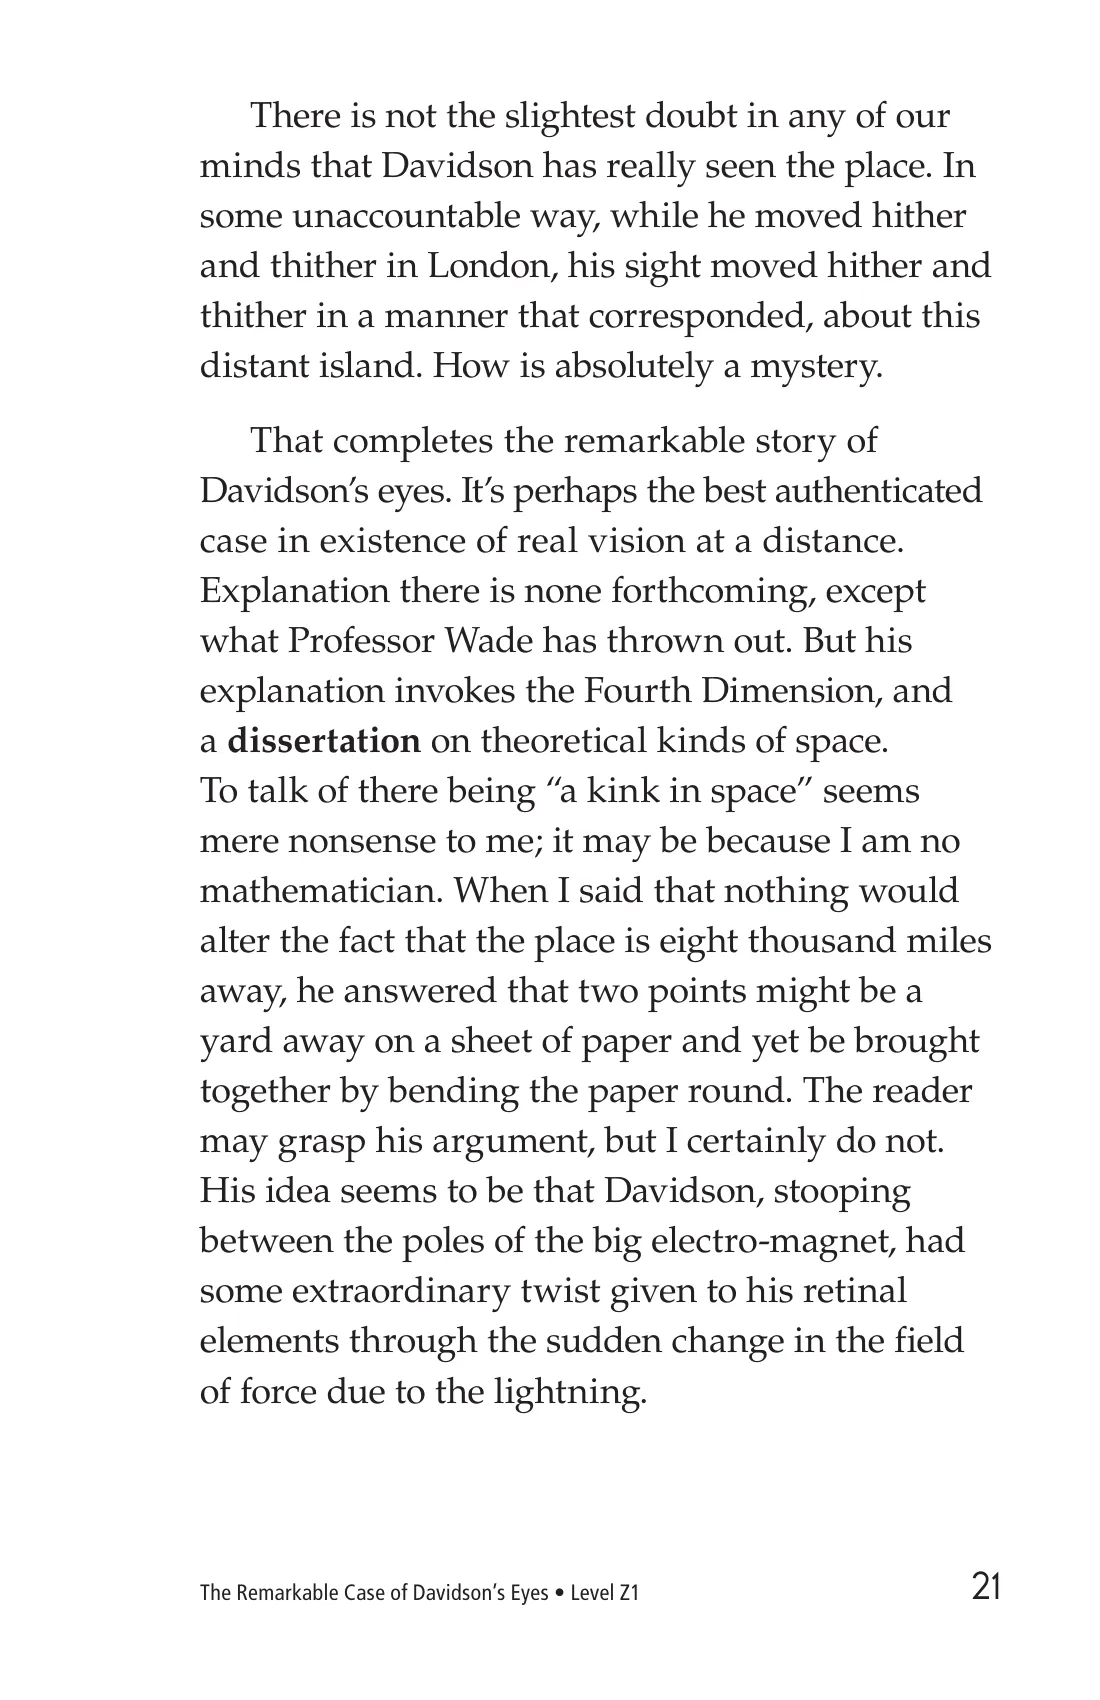 There is not the slightest doubt in any of our
minds that Davidson has really seen the place. In
some unaccountable way, while he moved hither
and thither in London, his sight moved hither and
thither in a manner that corresponded, about this
distant island. How is absolutely a mystery.
That completes the remarkable story of
Davidson’s eyes. It’s perhaps the best authenticated
case in existence of real vision at a distance.
Explanation there is none forthcoming, except
what Professor Wade has thrown out. But his
explanation invokes the Fourth Dimension, and
a dissertation on theoretical kinds of space.
To talk of there being “a kink in space” seems
mere nonsense to me; it may be because I am no
mathematician. When I said that nothing would
alter the fact that the place is eight thousand miles
away, he answered that two points might be a
yard away on a sheet of paper and yet be brought
together by bending the paper round. The reader
may grasp his argument, but I certainly do not.
His idea seems to be that Davidson, stooping
between the poles of the big electro-magnet, had
some extraordinary twist given to his retinal
elements through the sudden change in the field
of force due to the lightning.
The Remarkable Case of Davidson’s Eyes • Level Z1 21